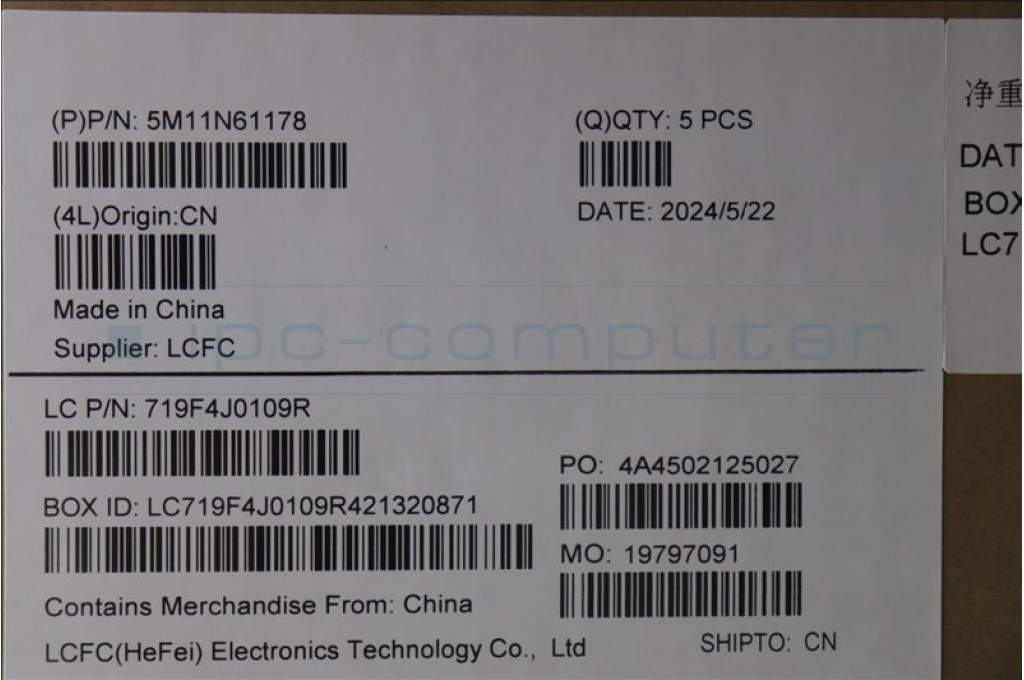 (P)P/N: 5M11N61178
(Q)QTY: 5 PCS
(4L)Origin:CN
DATE: 2024/5/22
Made in China
Supplier: LCFC
ipc-computer
LC P/N: 719F4J0109R
PO: 4A4502125027
BOX ID: LC719F4J0109R421320871
MO: 19797091
Contains Merchandise From: China
LCFC(HeFei) Electronics Technology Co., Ltd
SHIPTO: CN
净重
DAT
BOX
LC7